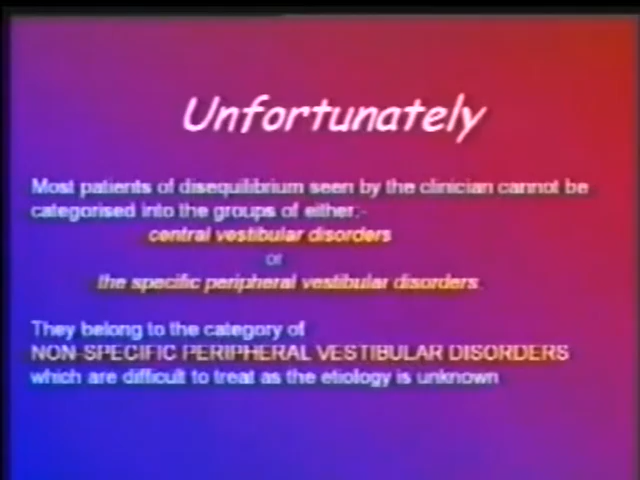 Unfortunately
Most patients of disequilibrium seen by the clinician cannot be
categorised into the groups of either:-
central vestibular disorders
or
the specific peripheral vestibular disorders.
They belong to the category of
NON-SPECIFIC PERIPHERAL VESTIBULAR DISORDERS
which are difficult to treat as the etiology is unknown